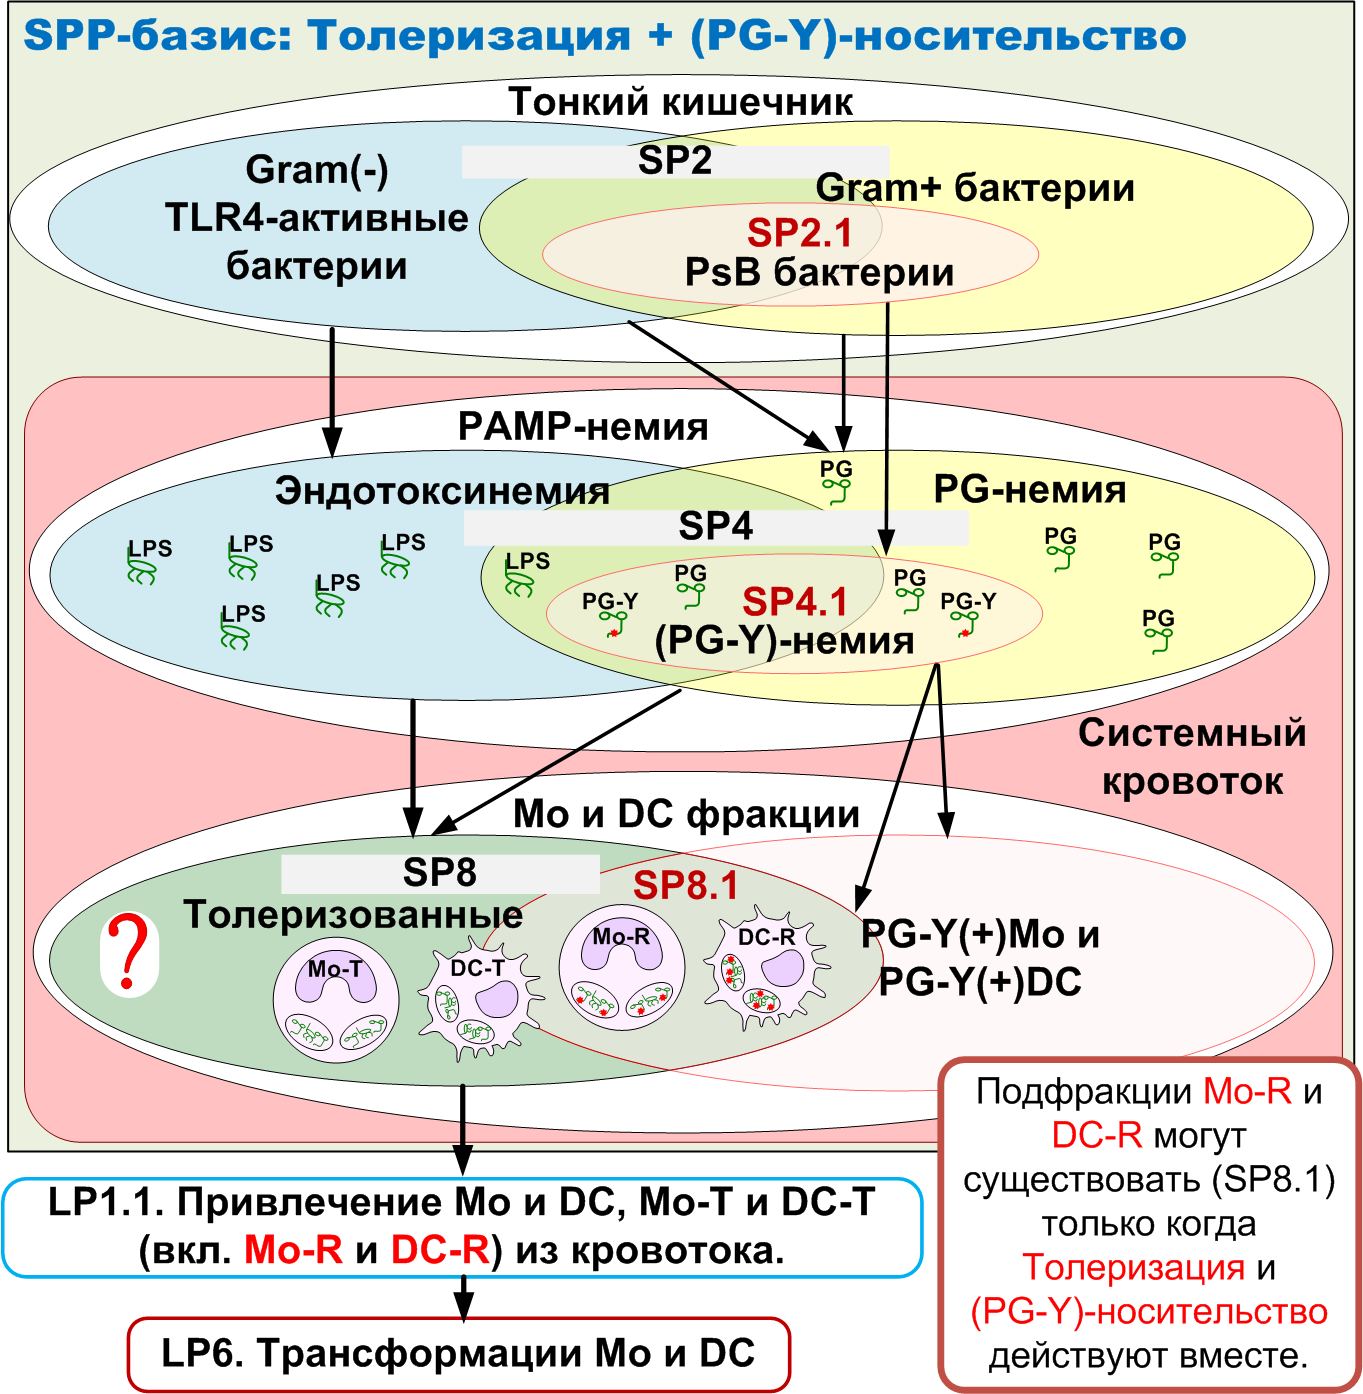 SPP-базис: Толеризация + (PG-Y)-носительство
Тонкий кишечник
SP2
Gram(-)
TLR4-активные
бактерии
Gram+ бактерии
SP2.1
PsB бактерии
PAMP-немия
Эндотоксинемия
PG
PG-немия
SP4
LPS
LPS
LPS
LPS
LPS
LPS
PG
PG
PG
PG
PG
PG-Y
SP4.1
PG-Y
(PG-Y)-немия
Системный
кровоток
Мо и DC фракции
SP8
SP8.1
Толеризованные
?
Mo-T
DC-T
Mo-R
DC-R
PG-Y(+)Мо и
PG-Y(+)DC
Подфракции Mo-R и
DC-R могут
существовать (SP8.1)
только когда
Толеризация и
(PG-Y)-носительство
действуют вместе.
LP1.1. Привлечение Мо и DC, Мо-Т и DC-T
(вкл. Mo-R и DC-R) из кровотока.
LP6. Трансформации Мо и DC